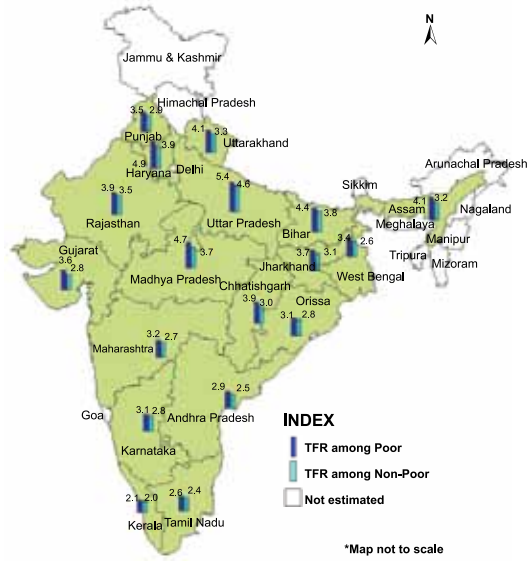 N
Jammu & Kashmir
Himachal Pradesh
3.5 2.9
Punjab
4.1 3.3
Uttarakhand
4.9 3.9
Haryana Delhi
Arunachal Pradesh
3.9 3.5
Rajasthan
5.4 4.6
Uttar Pradesh
Sikkim
4.1 3.2
Assam
Nagaland
Meghalaya
Manipur
Tripura
Mizoram
4.4 3.8
Bihar
3.4 2.6
West Bengal
Gujarat
3.6 2.8
4.7 3.7
Madhya Pradesh
3.7 3.1
Jharkhand
Chhatishgarh
3.9 3.0
Orissa
3.1 2.8
3.2 2.7
Maharashtra
2.9 2.5
Andhra Pradesh
Goa
3.1 2.8
Karnataka
2.1 2.0
Kerala
2.6 2.4
Tamil Nadu
INDEX
TFR among Poor
TFR among Non-Poor
Not estimated
*Map not to scale